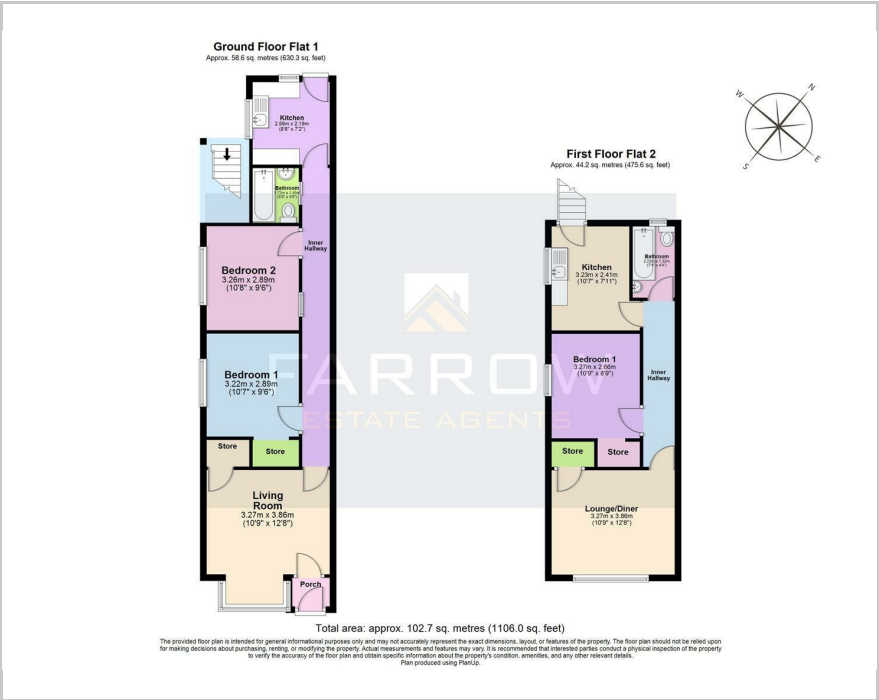 Ground Floor Flat 1
Approx. 58.6 sq. metres (630.3 sq. feet)
Kitchen
2.59m x 2.19m
(8'6" x 7'2")
Bathroom
Inner
Hallway
Bedroom 2
3.26m x 2.89m
(10'8" x 9'6")
Bedroom 1
3.22m x 2.89m
(10'7" x 9'6")
Store
Store
Living
Room
3.27m x 3.86m
(10'9" x 12'8")
Porch
N
W
E
S
First Floor Flat 2
Approx. 44.2 sq. metres (475.6 sq. feet)
Kitchen
3.23m x 2.41m
(10'7" x 7'11")
Bathroom
Bedroom 1
3.27m x 2.66m
(10'9" x 8'9")
Inner
Hallway
Store
Store
Lounge/Diner
3.27m x 3.86m
(10'9" x 12'8")
FARROW
ESTATE AGENTS
Total area: approx. 102.7 sq. metres (1106.0 sq. feet)
The provided floor plan is intended for general informational purposes only and may not accurately represent the exact dimensions, layout, or features of the property. The floor plan should not be relied upon
for making decisions about purchasing, renting, or modifying the property. Actual measurements and features may vary. It is recommended that interested parties conduct a physical inspection of the property
to verify the accuracy of the floor plan and obtain specific information about the property's condition, amenities, and any other relevant details.
Plan produced using PlanUp.